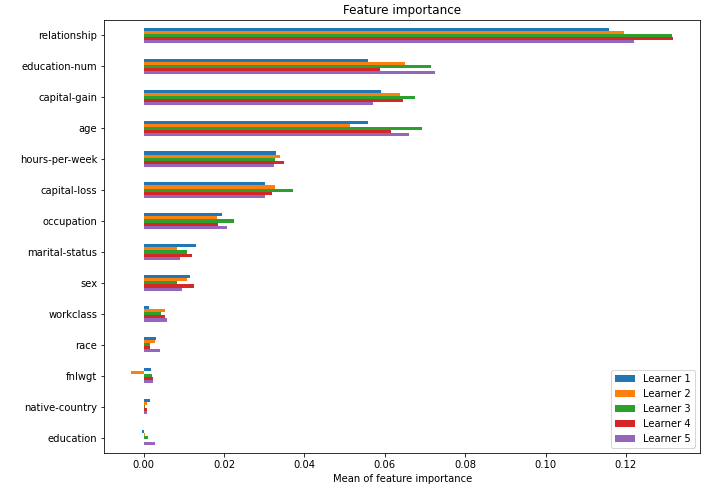 Feature importance
relationship
education-num
capital-gain
age
hours-per-week
capital-loss
occupation
marital-status
sex
workclass
race
fnlwgt
native-country
education
Learner 1
Learner 2
Learner 3
Learner 4
Learner 5
0.00 0.02 0.04 0.06 0.08 0.10 0.12
Mean of feature importance